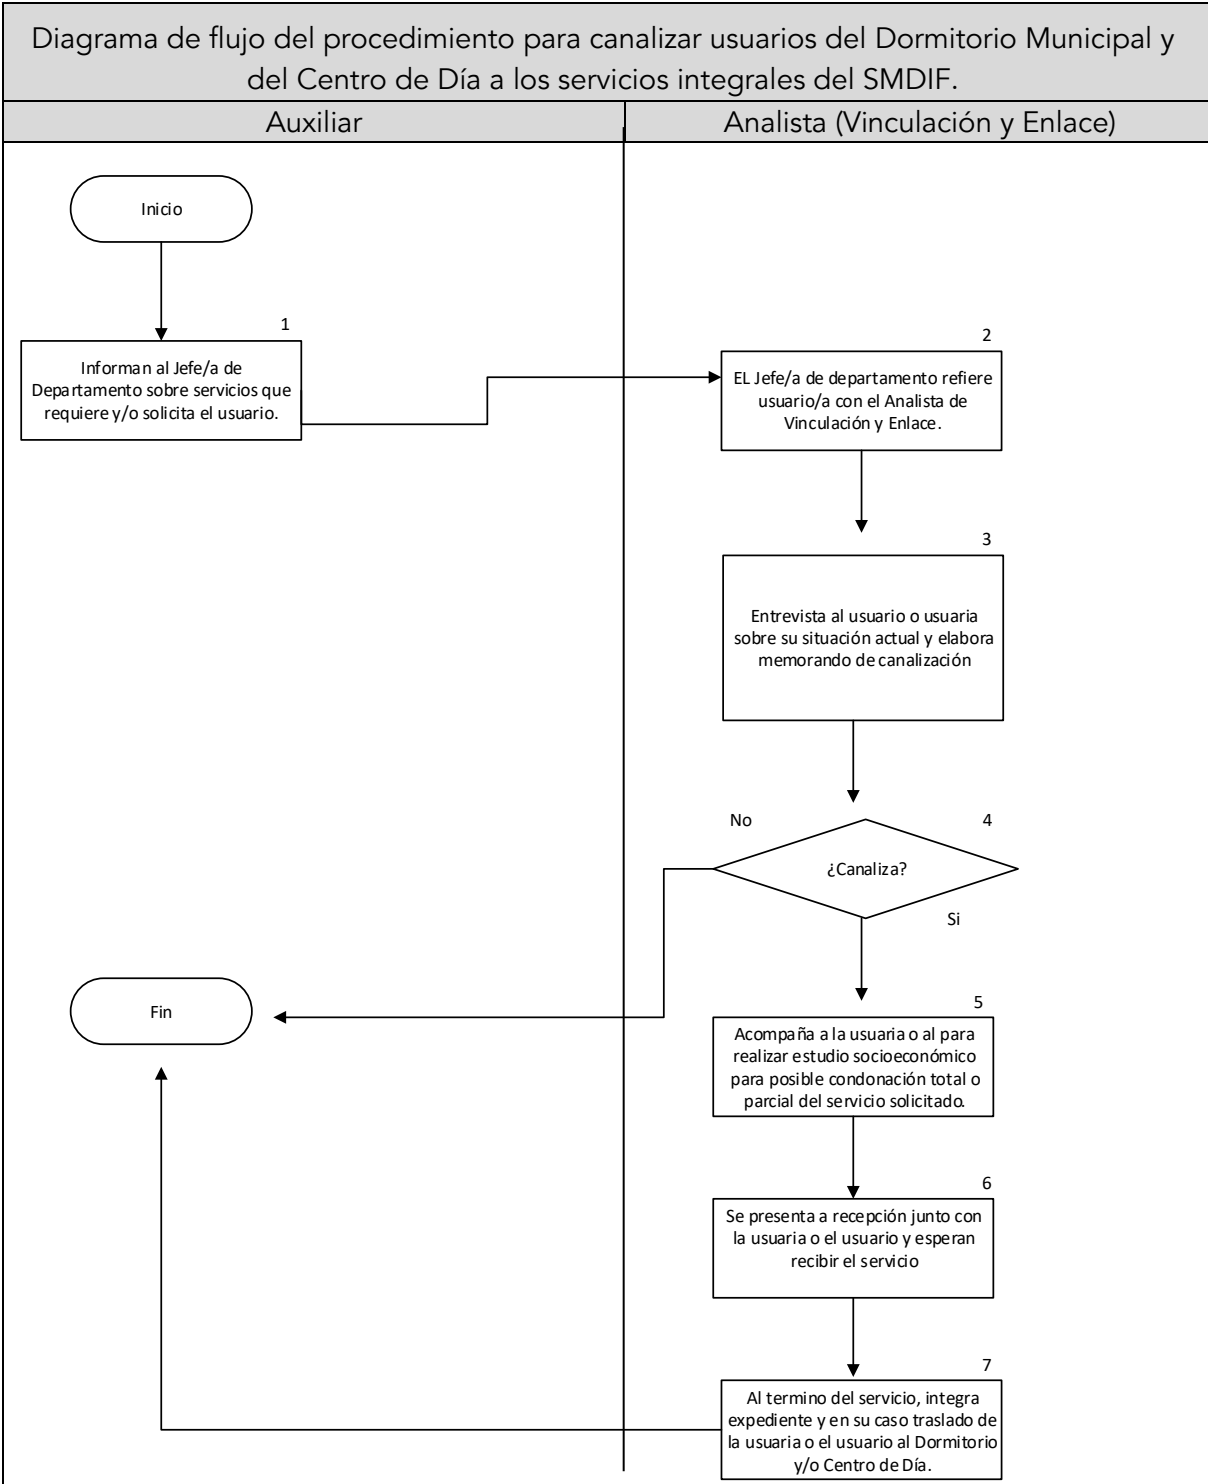 Diagrama de flujo del procedimiento para canalizar usuarios del Dormitorio Municipal y
del Centro de Día a los servicios integrales del SMDIF.
Auxiliar
Analista (Vinculación y Enlace)
Inicio
1
Informan al Jefe/a de
Departamento sobre servicios que
requiere y/o solicita el usuario.
2
EL Jefe/a de departamento refiere
usuario/a con el Analista de
Vinculación y Enlace.
3
Entrevista al usuario o usuaria
sobre su situación actual y elabora
memorando de canalización
No
4
¿Canaliza?
Si
Fin
5
Acompaña a la usuaria o al para
realizar estudio socioeconómico
para posible condonación total o
parcial del servicio solicitado.
6
Se presenta a recepción junto con
la usuaria o el usuario y esperan
recibir el servicio
7
Al termino del servicio, integra
expediente y en su caso traslado de
la usuaria o el usuario al Dormitorio
y/o Centro de Día.